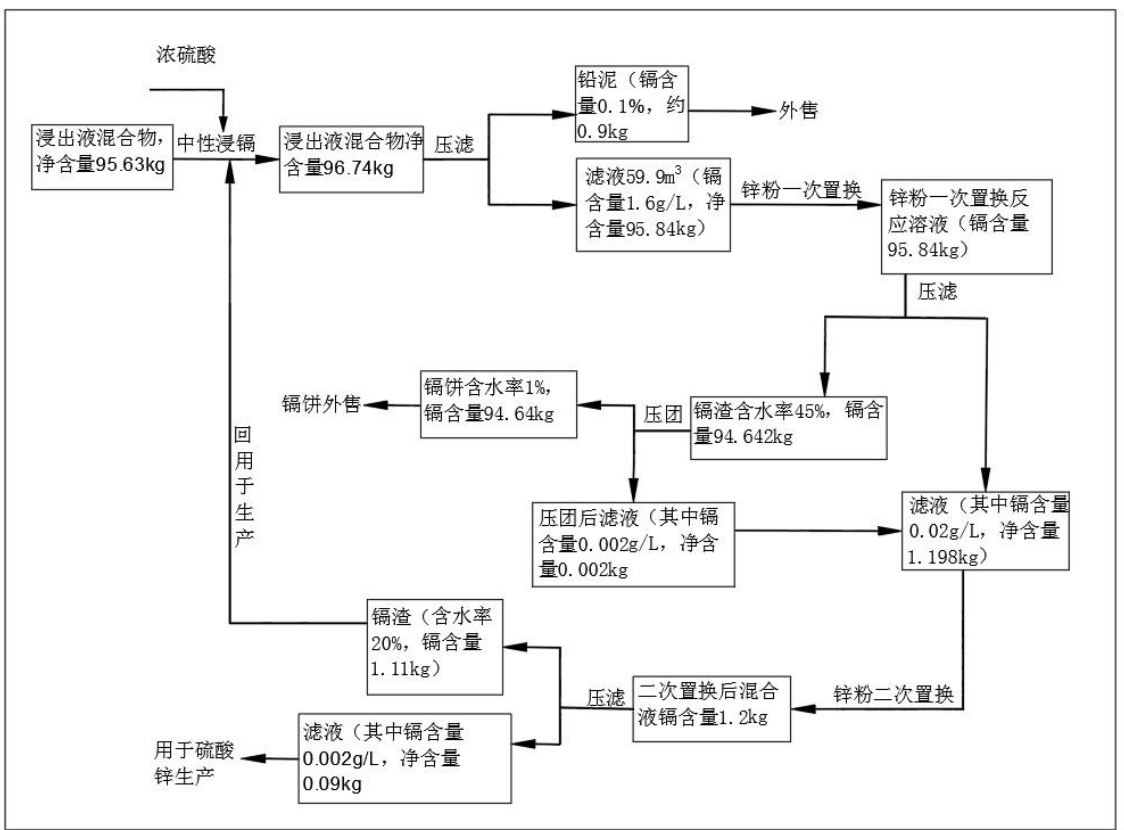 浓硫酸
浸出液混合物，
净含量95.63kg
中性浸镉
浸出液混合物净
含量96.74kg
压滤
铅泥（镉含
量0.1%，约
0.9kg
外售
滤液59.9m³（镉
含量1.6g/L，净
含量95.84kg）
锌粉一次置换
锌粉一次置换反
应溶液（镉含量
95.84kg）
压滤
镉饼外售
镉饼含水率1%，
镉含量94.64kg
压团
镉渣含水率45%，镉含
量94.642kg
回
用
于
生
产
压团后滤液（其中镉
含量0.002g/L，净含
量0.002kg
滤液（其中镉含量
0.02g/L，净含量
1.198kg）
镉渣（含水率
20%，镉含量
1.11kg）
压滤
二次置换后混合
液镉含量1.2kg
锌粉二次置换
用于硫酸
锌生产
滤液（其中镉含量
0.002g/L，净含量
0.09kg